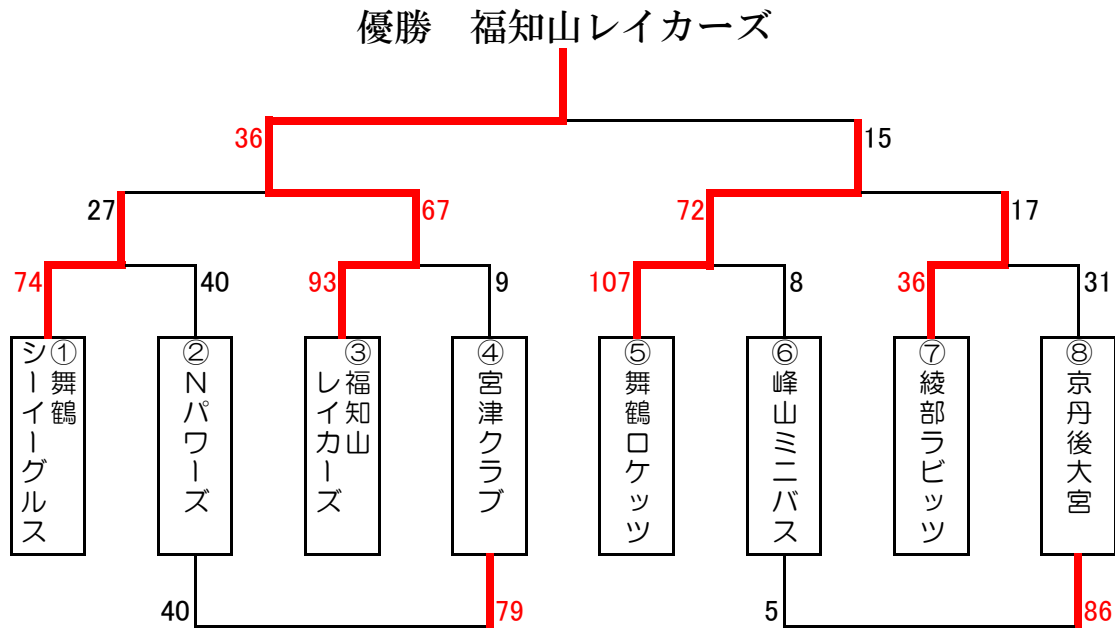 優勝　福知山レイカーズ
36
15
27
67
72
17
74
40
93
9
107
8
36
31
①舞鶴
シーイーグルス
②Ｎパワーズ
③福知山
レイカーズ
④宮津クラブ
⑤舞鶴ロケッツ
⑥峰山ミニバス
⑦綾部ラビッツ
⑧京丹後大宮
40
79
5
86